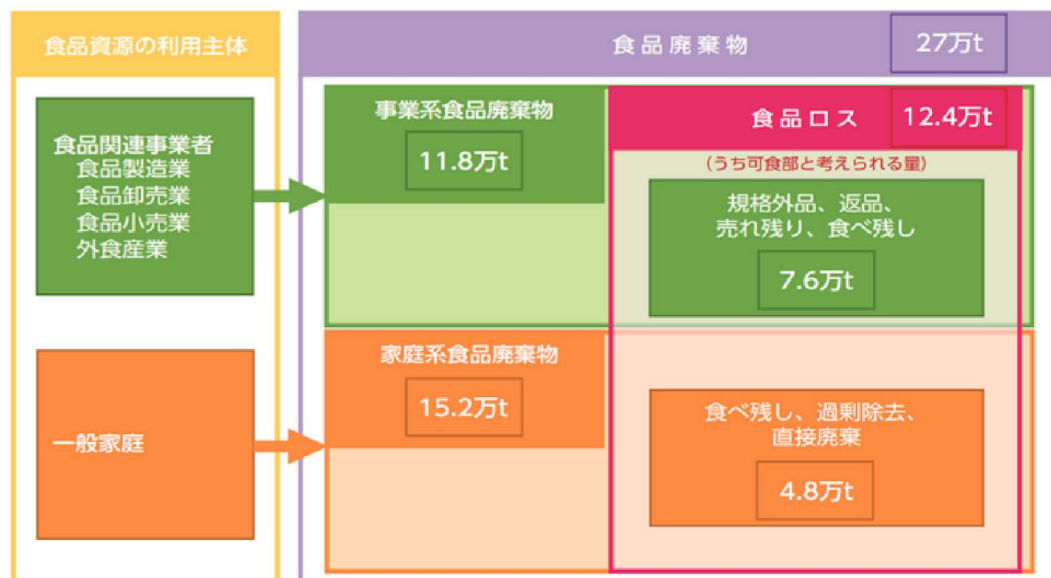 食品資源の利用主体
食品廃棄物 27万t
食品関連事業者
食品製造業
食品卸売業
食品小売業
外食産業
事業系食品廃棄物
11.8万t
食品ロス 12.4万t
(うち可食部と考えられる量)
規格外品、返品、
売れ残り、食べ残し
7.6万t
一般家庭
家庭系食品廃棄物
15.2万t
食べ残し、過剰除去、
直接廃棄
4.8万t